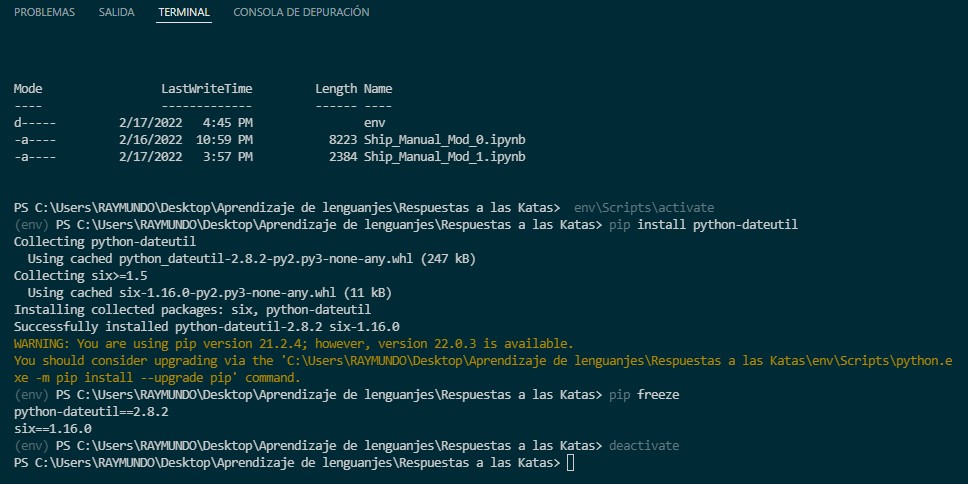 PROBLEMAS SALIDA TERMINAL CONSOLA DE DEPURACIÓN
Mode LastWriteTime Length Name
---- ------------- ------ ----
d----- 2/17/2022 4:45 PM env
-a---- 2/16/2022 10:59 PM 8223 Ship_Manual_Mod_0.ipynb
-a---- 2/17/2022 3:57 PM 2384 Ship_Manual_Mod_1.ipynb
PS C:\Users\RAYMUNDO\Desktop\Aprendizaje de lenguanjes\Respuestas a las Katas> env\Scripts\activate
(env) PS C:\Users\RAYMUNDO\Desktop\Aprendizaje de lenguanjes\Respuestas a las Katas> pip install python-dateutil
Collecting python-dateutil
Using cached python_dateutil-2.8.2-py2.py3-none-any.whl (247 kB)
Collecting six>=1.5
Using cached six-1.16.0-py2.py3-none-any.whl (11 kB)
Installing collected packages: six, python-dateutil
Successfully installed python-dateutil-2.8.2 six-1.16.0
WARNING: You are using pip version 21.2.4; however, version 22.0.3 is available.
You should consider upgrading via the 'C:\Users\RAYMUNDO\Desktop\Aprendizaje de lenguanjes\Respuestas a las Katas\env\Scripts\python.e
xe -m pip install --upgrade pip' command.
(env) PS C:\Users\RAYMUNDO\Desktop\Aprendizaje de lenguanjes\Respuestas a las Katas> pip freeze
python-dateutil==2.8.2
six==1.16.0
(env) PS C:\Users\RAYMUNDO\Desktop\Aprendizaje de lenguanjes\Respuestas a las Katas> deactivate
PS C:\Users\RAYMUNDO\Desktop\Aprendizaje de lenguanjes\Respuestas a las Katas>